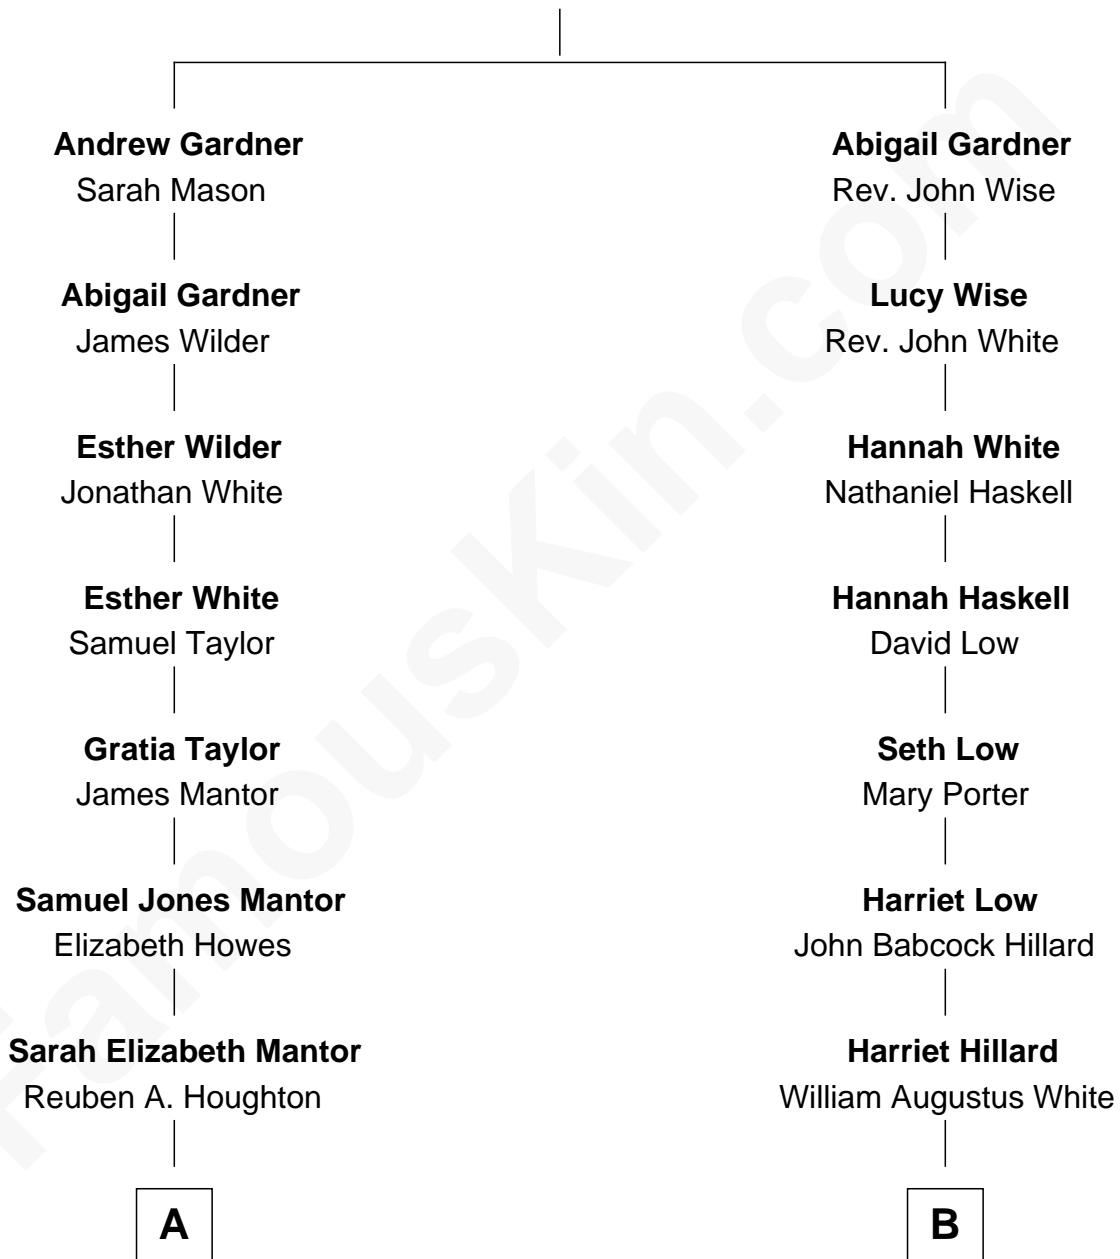 Andrew Gardner
Sarah Mason
Abigail Gardner
James Wilder
Esther Wilder
Jonathan White
Esther White
Samuel Taylor
Gratia Taylor
James Mantor
Samuel Jones Mantor
Elizabeth Howes
Sarah Elizabeth Mantor
Reuben A. Houghton
A
Abigail Gardner
Rev. John Wise
Lucy Wise
Rev. John White
Hannah White
Nathaniel Haskell
Hannah Haskell
David Low
Seth Low
Mary Porter
Harriet Low
John Babcock Hillard
Harriet Hillard
William Augustus White
B
FamousKin.com